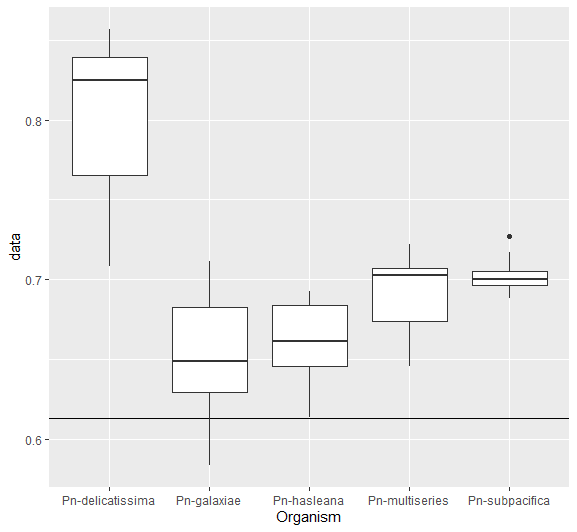 data
0.8
0.7
0.6
Pn-delicatissima Pn-galaxiae Pn-hasleana Pn-multiseries Pn-subpacifica
Organism